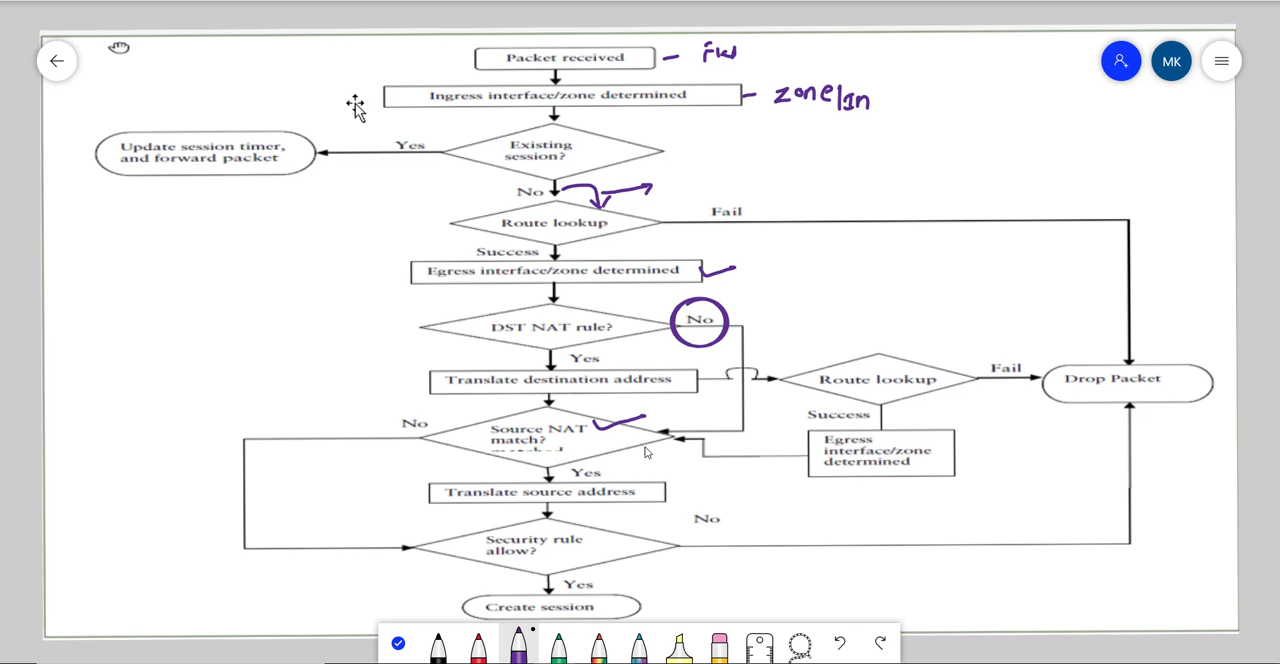 Packet received
FW
Ingress interface/zone determined
zone/In
MK
Update session timer,
and forward packet
Yes
Existing
session?
No
Route lookup
Fail
Success
Egress interface/zone determined
DST NAT rule?
No
Yes
Translate destination address
Route lookup
Fail
Drop Packet
No
Source NAT
match?
Success
Egress
interface/zone
determined
Yes
Translate source address
No
Security rule
allow?
Yes
Create session